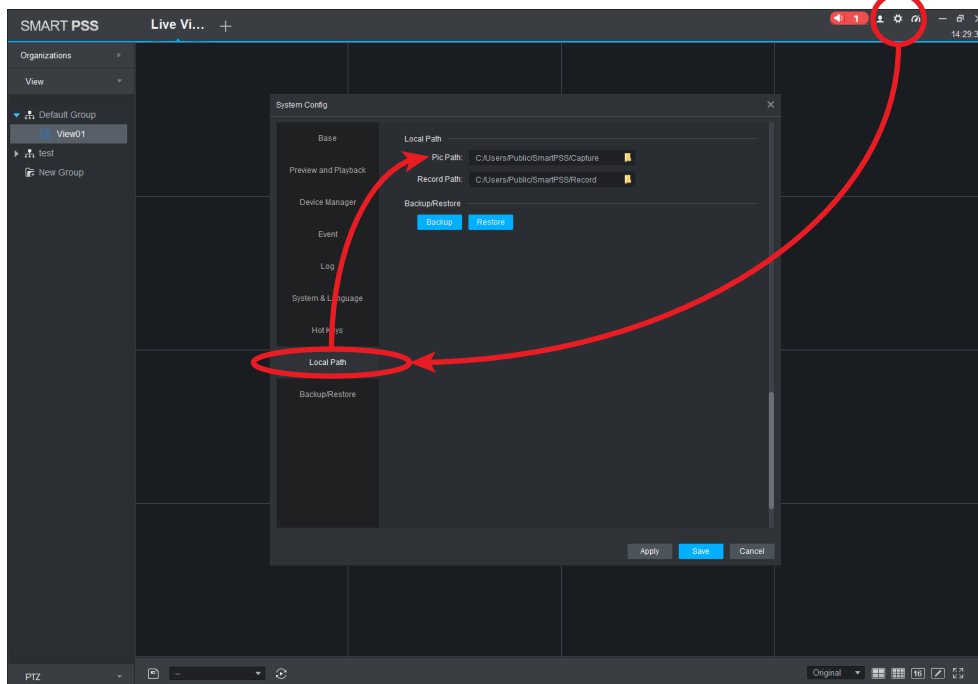 SMART PSS
Live Vi...
1
14:29:3
Organizations
View
Default Group
View01
test
New Group
PTZ
System Config
Base
Preview and Playback
Device Manager
Event
Log
System & Language
Hot Keys
Local Path
Backup/Restore
Local Path
Pic Path: C:/Users/Public/SmartPSS/Capture
Record Path: C:/Users/Public/SmartPSS/Record
Backup/Restore
Backup Restore
Apply Save Cancel
--
Original
16